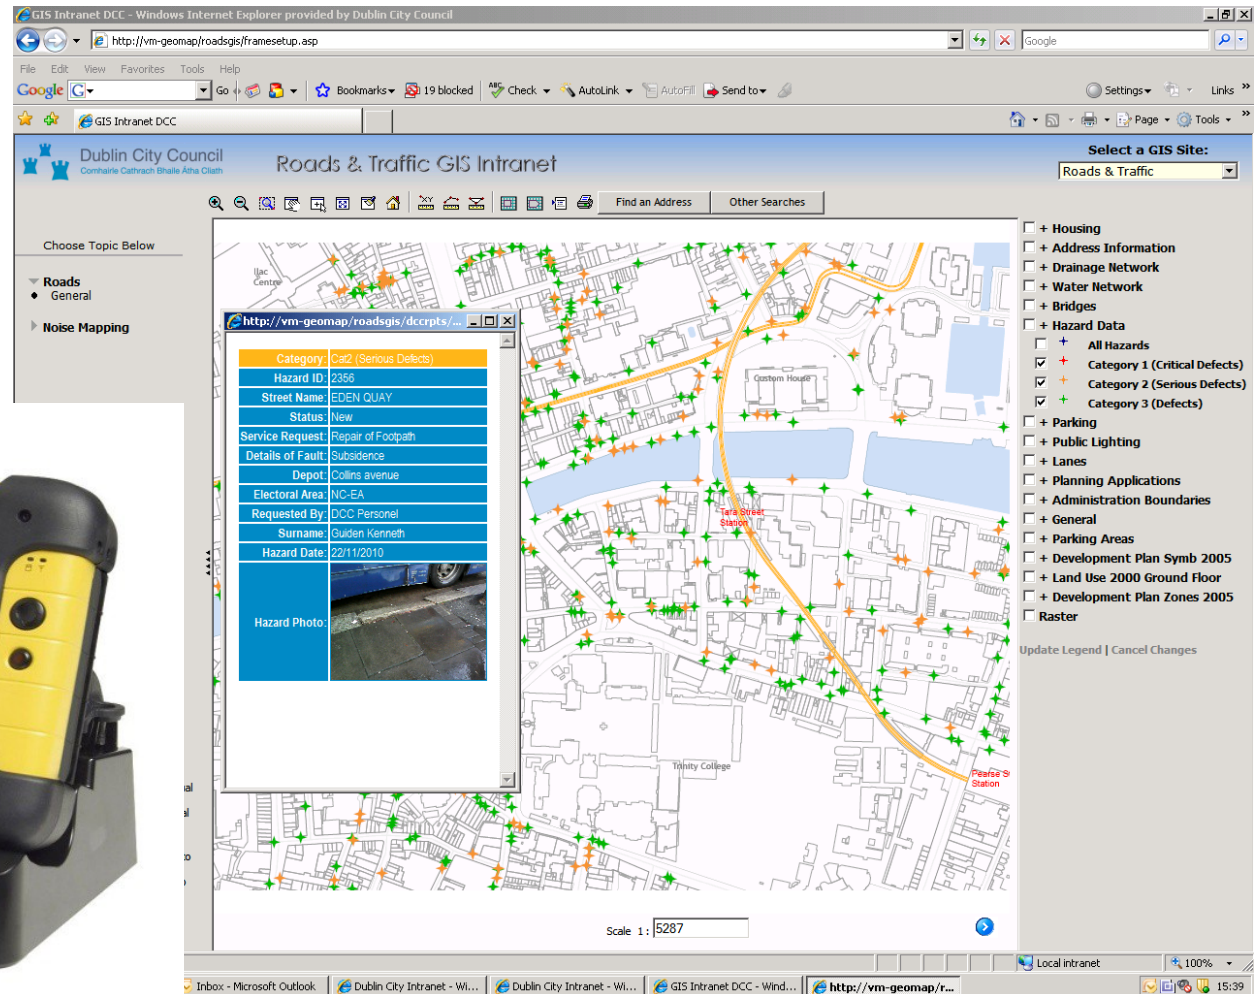 GIS Intranet DCC - Windows Internet Explorer provided by Dublin City Council
http://vm-geomap/roadsgis/framesetup.asp
Google
File Edit View Favorites Tools Help
Google G Go Bookmarks 19 blocked ABC Check AutoLink AutoFill Send to Settings Links »
GIS Intranet DCC
Page Tools »
Dublin City Council
Comhairle Cathrach Bhaile Átha Cliath
Roads & Traffic GIS Intranet
Select a GIS Site:
Roads & Traffic
Find an Address Other Searches
Choose Topic Below
Roads
General
Noise Mapping
Ilac
Centre
Custom House
Tara Street
Station
Trinity College
Pearse S
Station
http://vm-geomap/roadsgis/dccrpts/...
Category: Cat2 (Serious Defects)
Hazard ID: 2356
Street Name: EDEN QUAY
Status: New
Service Request: Repair of Footpath
Details of Fault: Subsidence
Depot: Collins avenue
Electoral Area: NC-EA
Requested By: DCC Personel
Surname: Guiden Kenneth
Hazard Date: 22/11/2010
Hazard Photo:
+ Housing
+ Address Information
+ Drainage Network
+ Water Network
+ Bridges
+ Hazard Data
All Hazards
Category 1 (Critical Defects)
Category 2 (Serious Defects)
Category 3 (Defects)
+ Parking
+ Public Lighting
+ Lanes
+ Planning Applications
+ Administration Boundaries
+ General
+ Parking Areas
+ Development Plan Symb 2005
+ Land Use 2000 Ground Floor
+ Development Plan Zones 2005
Raster
Update Legend | Cancel Changes
Scale 1: 5287
Local intranet 100%
Inbox - Microsoft Outlook Dublin City Intranet - Wi... Dublin City Intranet - Wi... GIS Intranet DCC - Wind... http://vm-geomap/r... 15:39